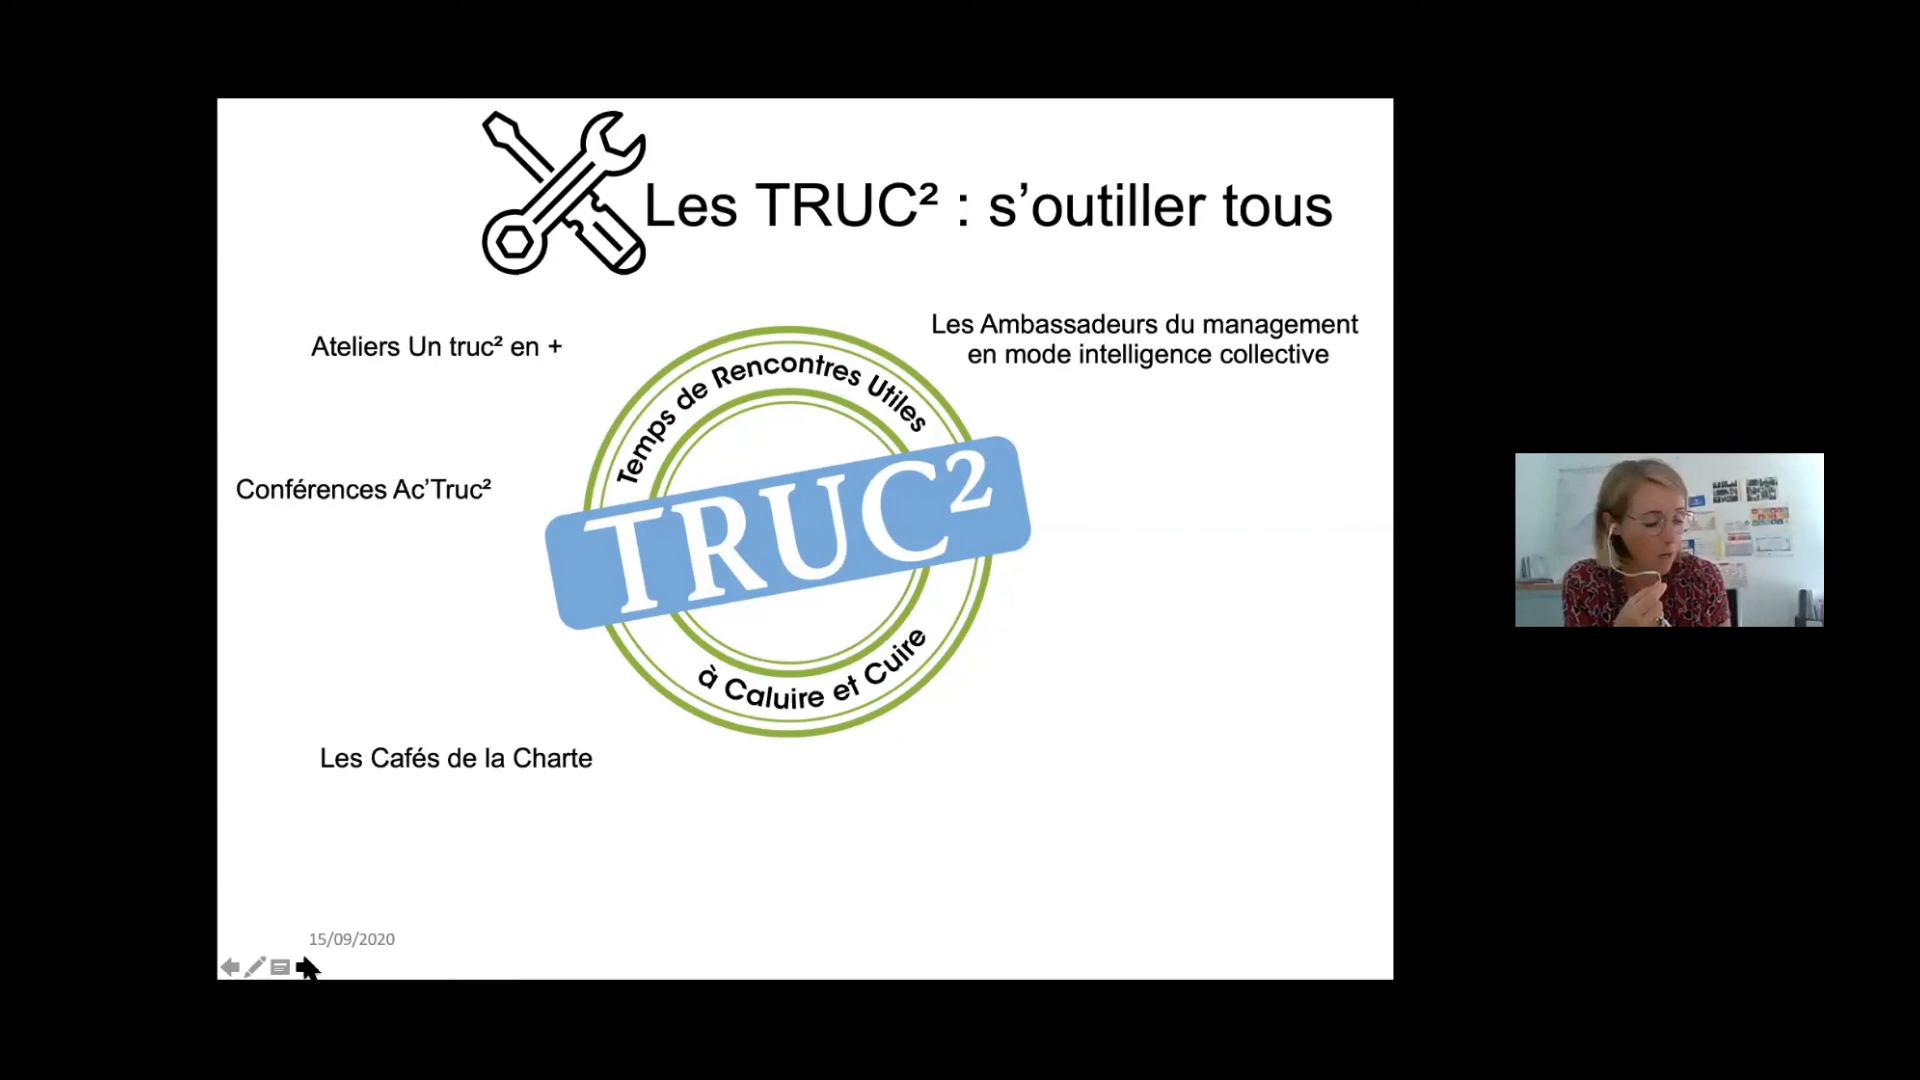 Les TRUC² : s’outiller tous
Les Ambassadeurs du management
en mode intelligence collective
Ateliers Un truc² en +
Temps de Rencontres Utiles
Conférences Ac’Truc²
TRUC²
à Caluire et Cuire
Les Cafés de la Charte
15/09/2020